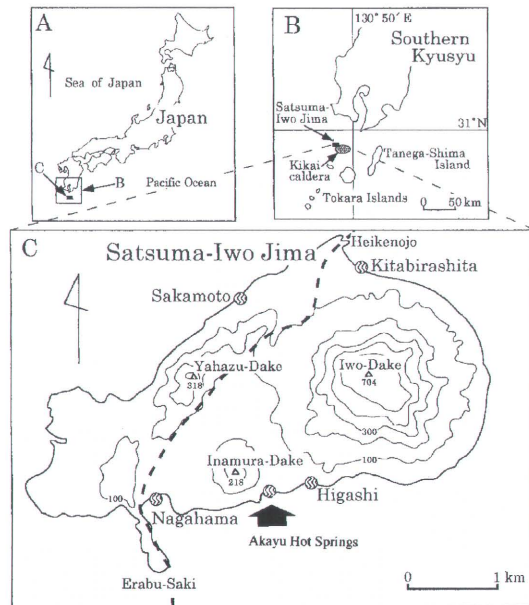 A
Sea of Japan
Japan
C
B
Pacific Ocean
B
130° 50' E
Southern
Kyusyu
Satsuma-
Iwo Jima
31°N
Kikai
caldera
Tanega-Shima
Island
Tokara Islands
0 50 km
C
Satsuma-Iwo Jima
Heikenojo
Kitabirashita
Sakamoto
Yahazu-Dake
318
Iwo-Dake
704
300
100
Inamura-Dake
218
100
Higashi
Nagahama
Akayu Hot Springs
Erabu-Saki
0 1 km